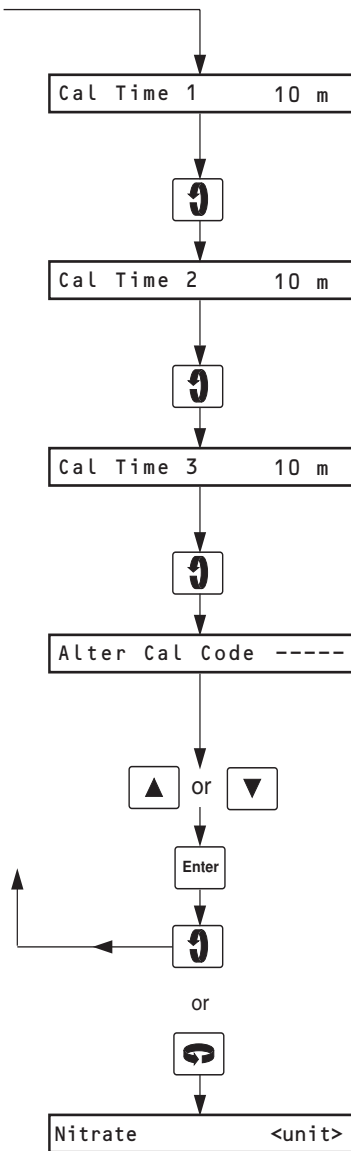 Cal Time 1 10 m
Cal Time 2 10 m
Cal Time 3 10 m
Alter Cal Code -----
or
Enter
or
Nitrate <unit>